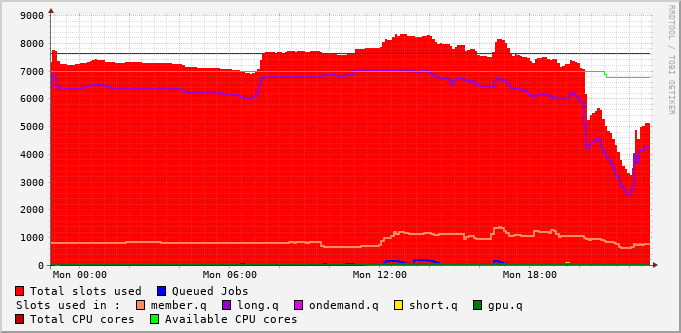 9000
8000
7000
6000
5000
4000
3000
2000
1000
0
Mon 00:00 Mon 06:00 Mon 12:00 Mon 18:00
RRDTOOL / TOBI OETIKER
Total slots used Queued Jobs
Slots used in : member.q long.q ondemand.q short.q gpu.q
Total CPU cores Available CPU cores